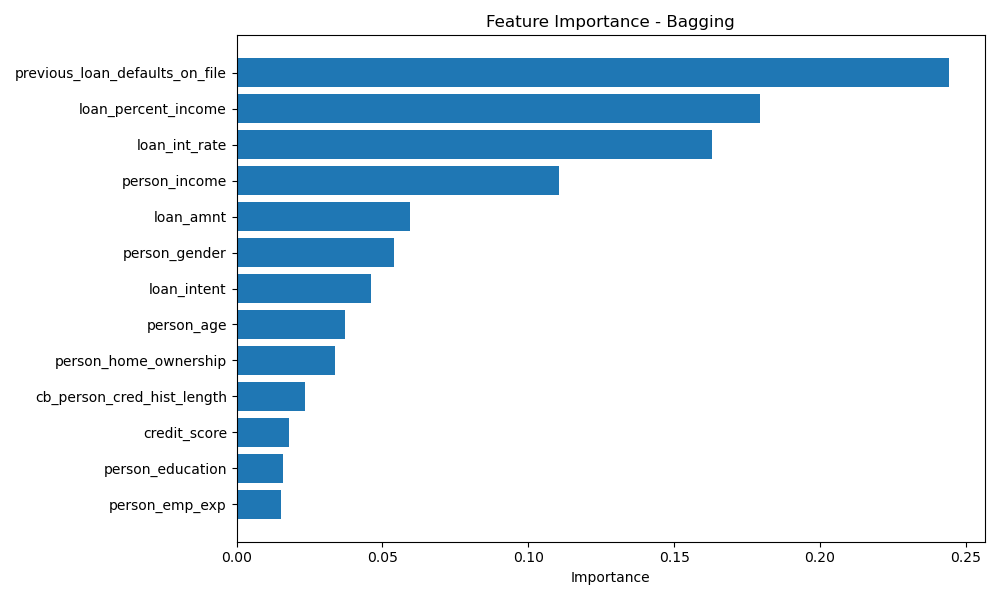 Feature Importance - Bagging
previous_loan_defaults_on_file
loan_percent_income
loan_int_rate
person_income
loan_amnt
person_gender
loan_intent
person_age
person_home_ownership
cb_person_cred_hist_length
credit_score
person_education
person_emp_exp
0.00 0.05 0.10 0.15 0.20 0.25
Importance